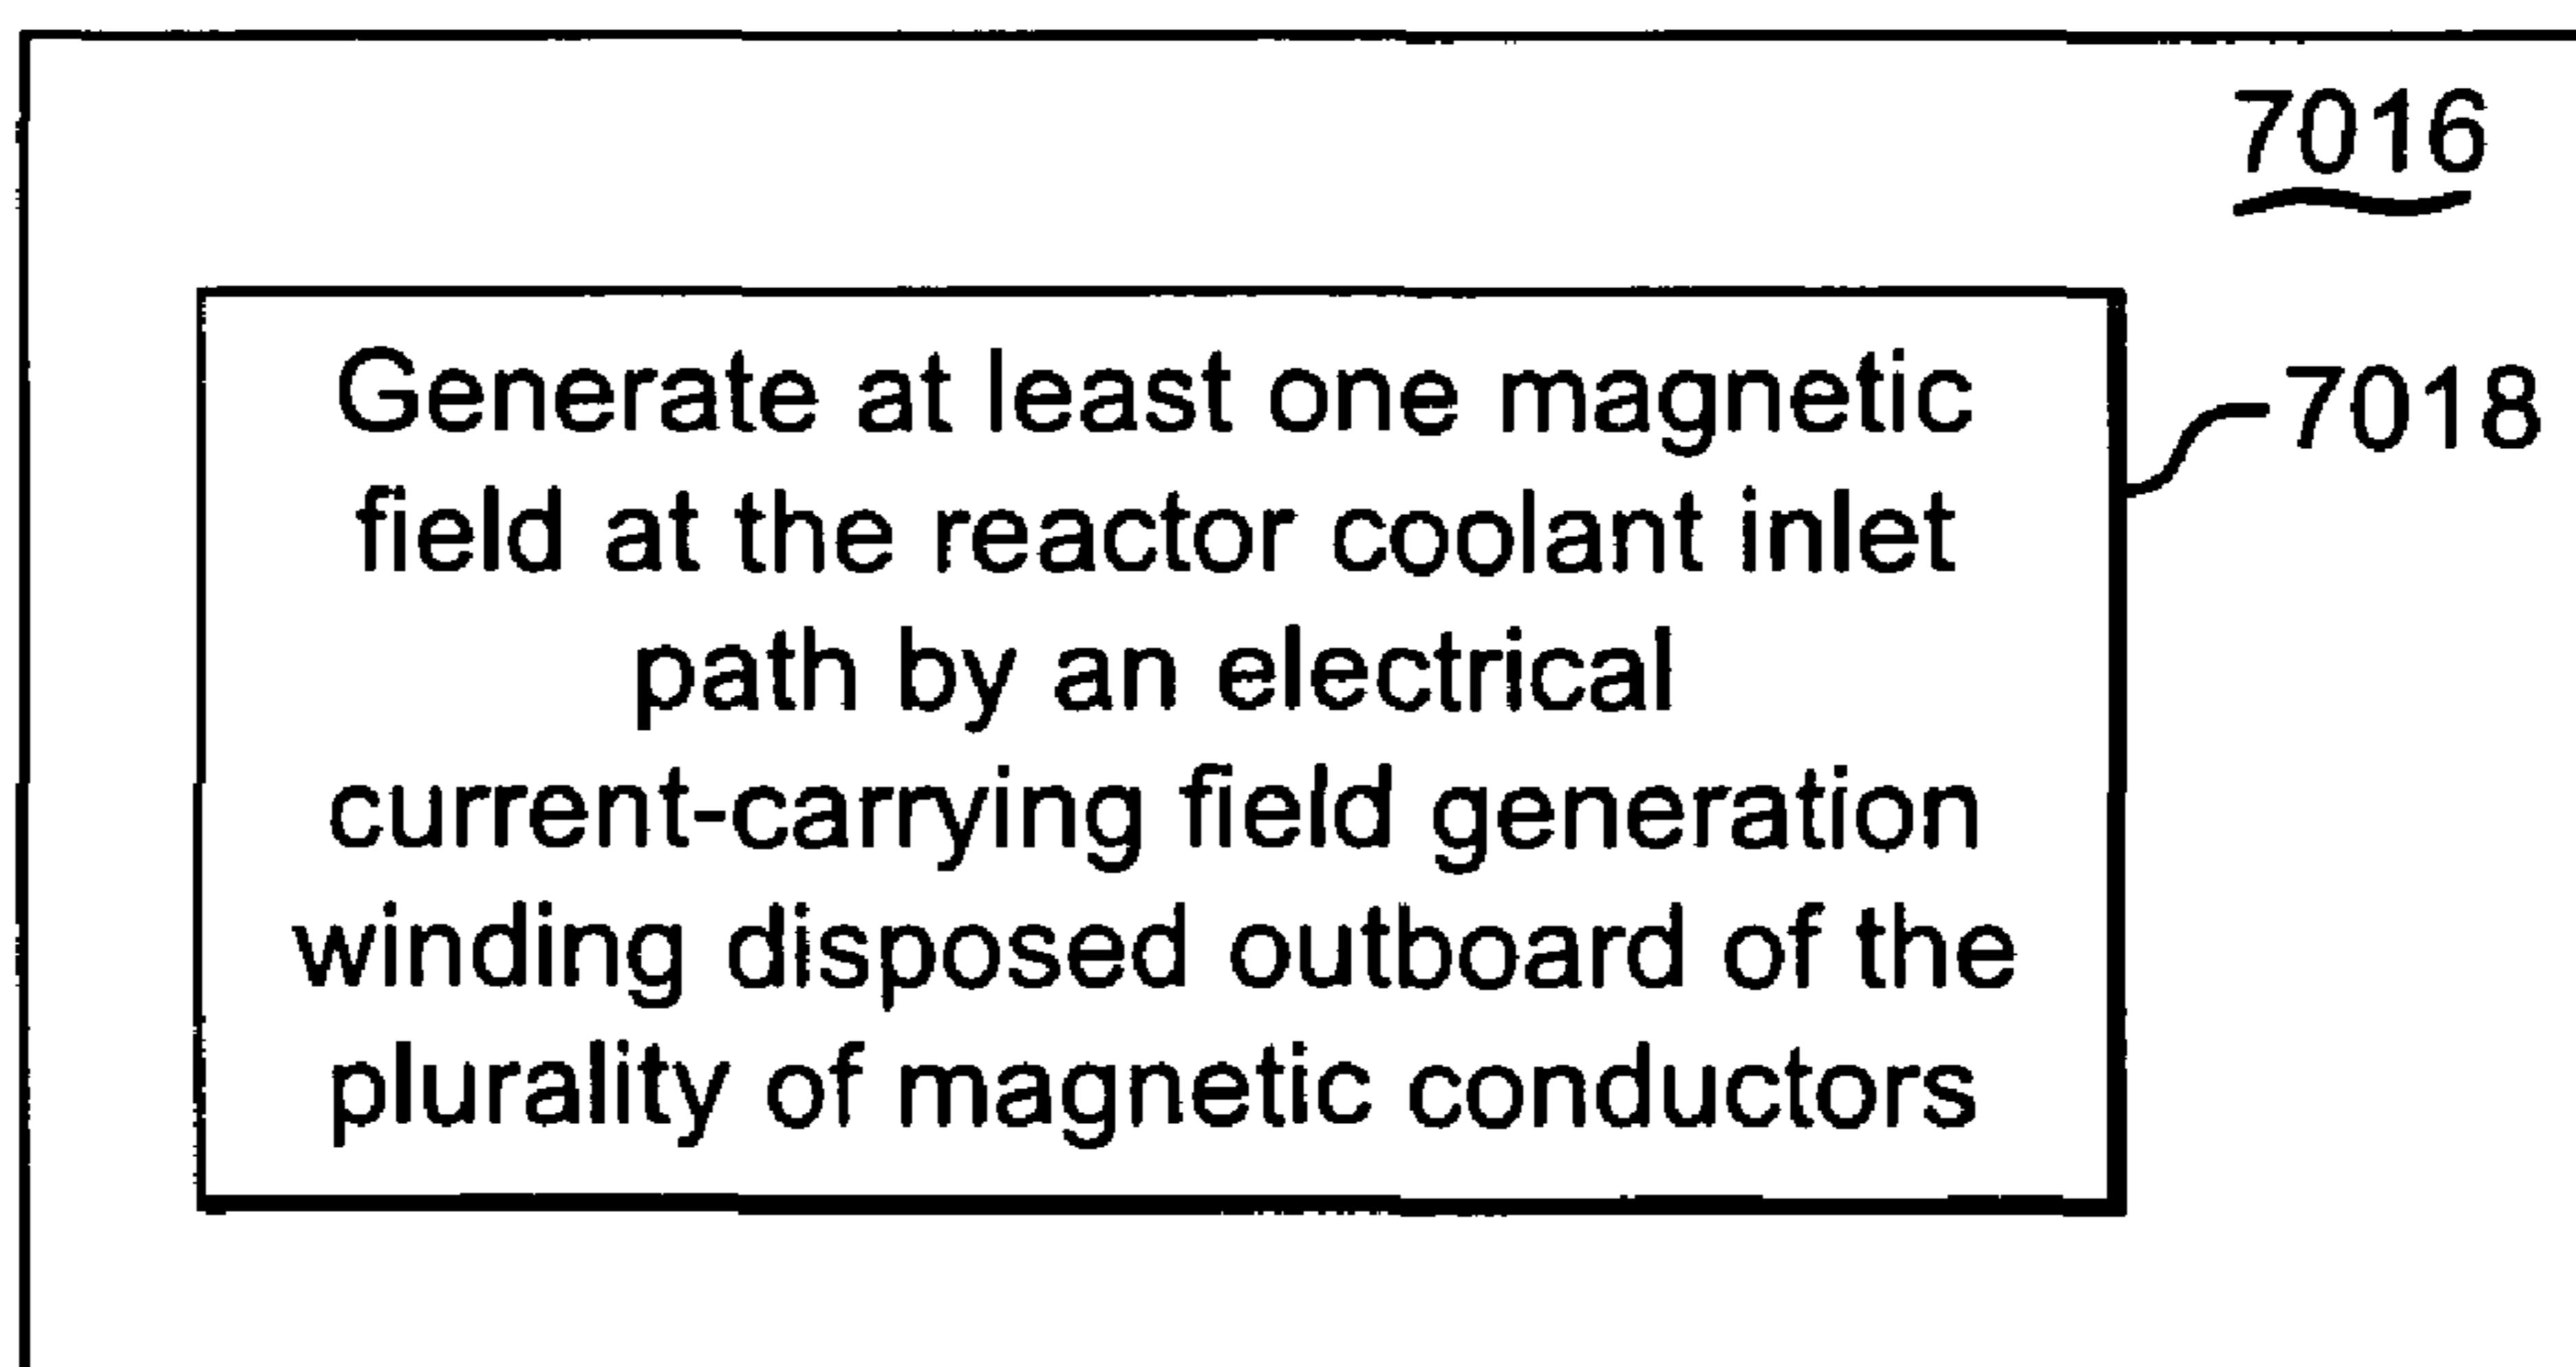 7016
Generate at least one magnetic
field at the reactor coolant inlet
path by an electrical
current-carrying field generation
winding disposed outboard of the
plurality of magnetic conductors
7018